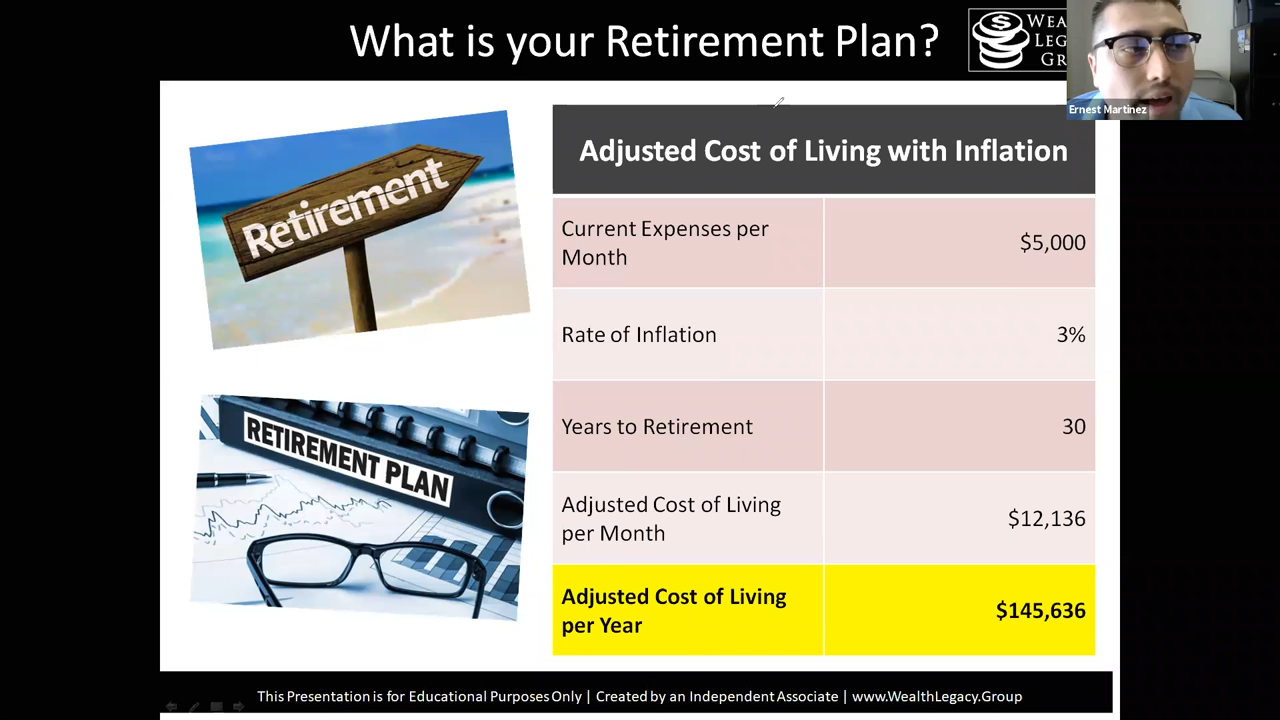 What is your Retirement Plan?
Ernest Martinez
Retirement
RETIREMENT PLAN
Adjusted Cost of Living with Inflation
Current Expenses per
Month
$5,000
Rate of Inflation
3%
Years to Retirement
30
Adjusted Cost of Living
per Month
$12,136
Adjusted Cost of Living
per Year
$145,636
This Presentation is for Educational Purposes Only | Created by an Independent Associate | www.WealthLegacy.Group